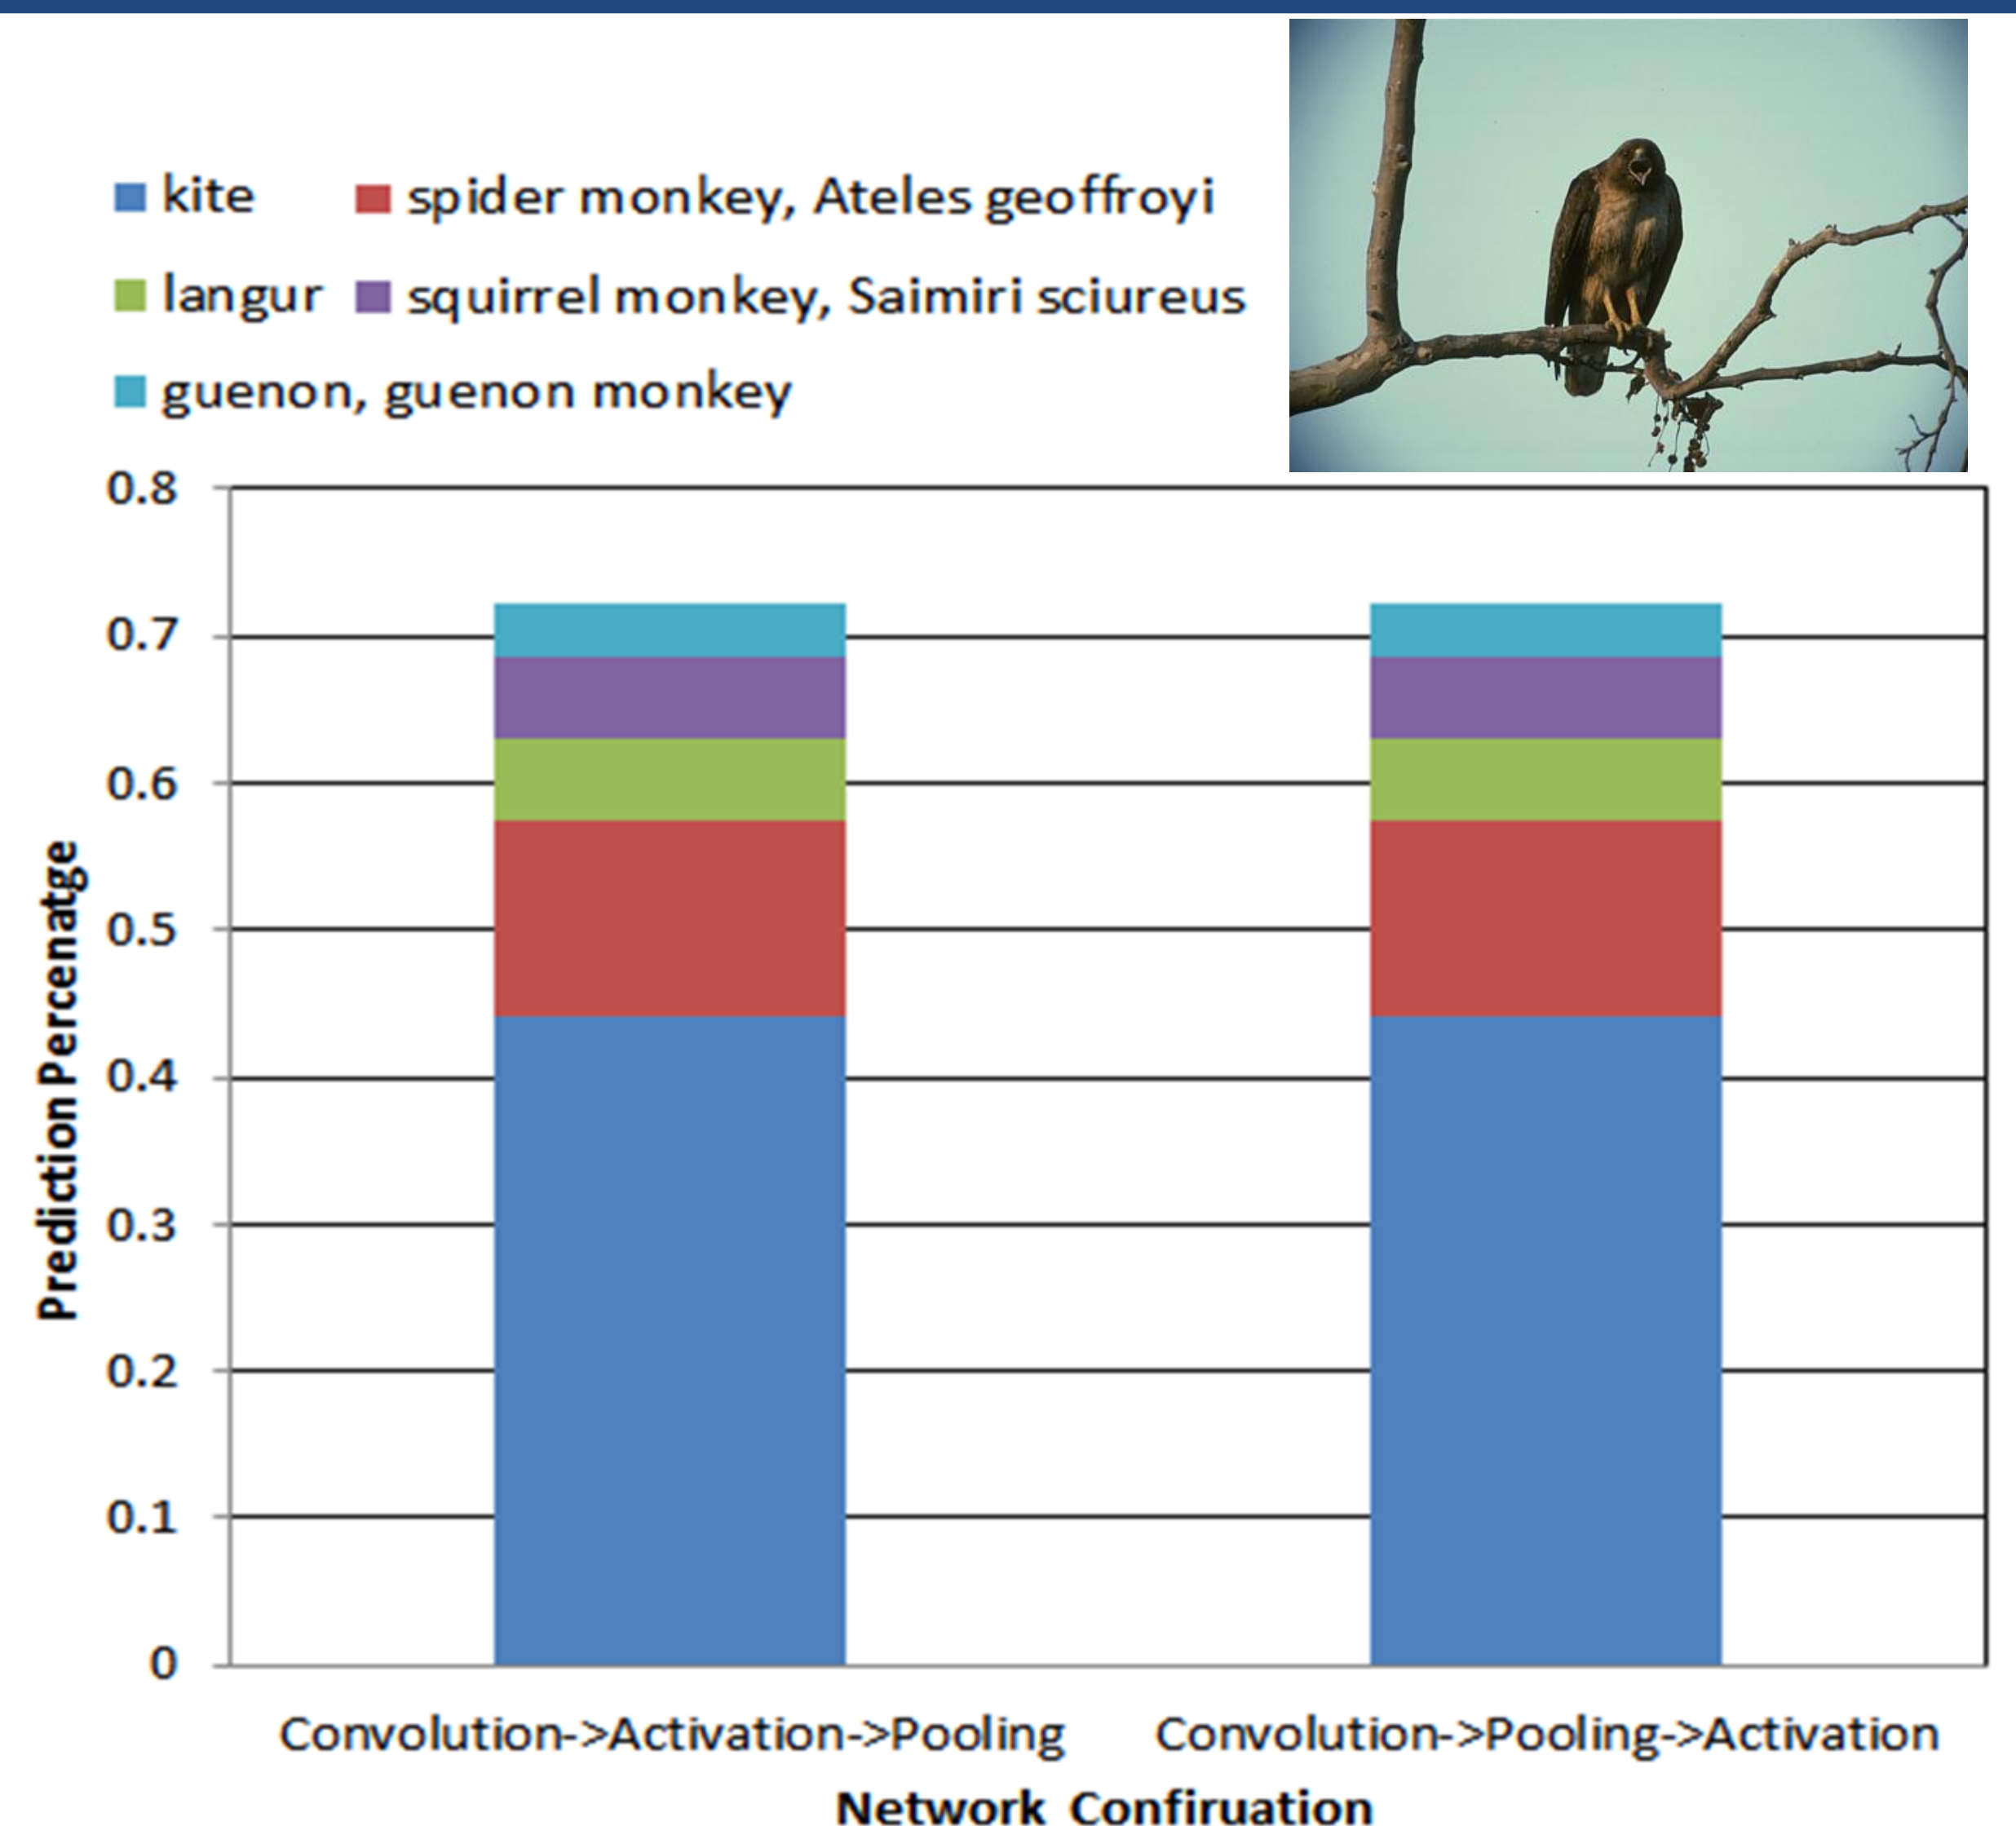 kite
spider monkey, Ateles geoffroyi
langur
squirrel monkey, Saimiri sciureus
guenon, guenon monkey
0.8
0.7
0.6
0.5
0.4
0.3
0.2
0.1
0
Prediction Percenatge
Convolution->Activation->Pooling
Convolution->Pooling->Activation
Network Confiruation